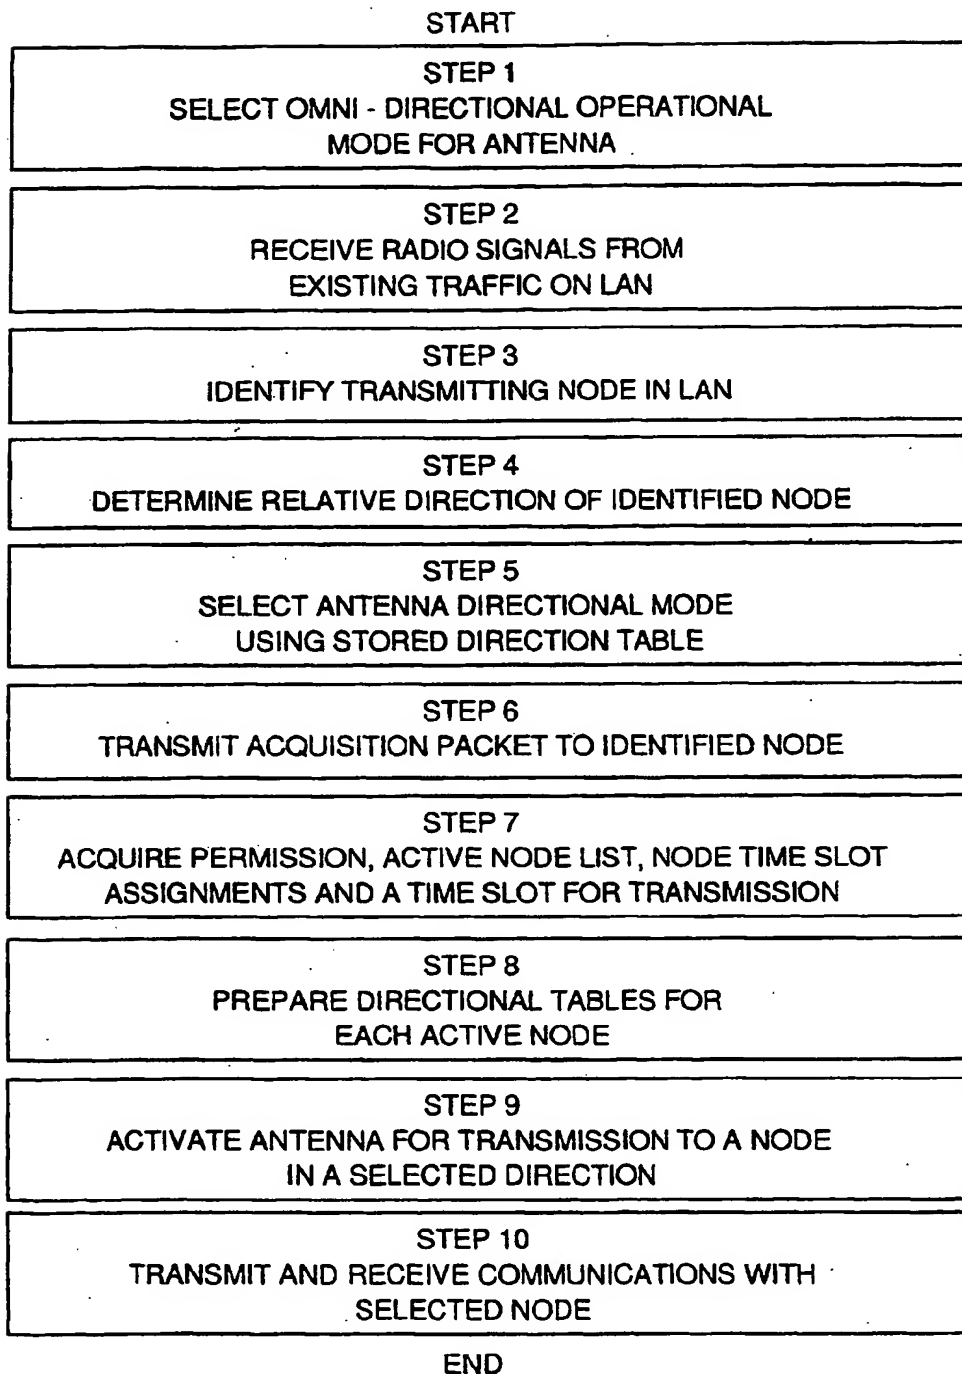 START
STEP 1
SELECT OMNI - DIRECTIONAL OPERATIONAL
MODE FOR ANTENNA
STEP 2
RECEIVE RADIO SIGNALS FROM
EXISTING TRAFFIC ON LAN
STEP 3
IDENTIFY TRANSMITTING NODE IN LAN
STEP 4
DETERMINE RELATIVE DIRECTION OF IDENTIFIED NODE
STEP 5
SELECT ANTENNA DIRECTIONAL MODE
USING STORED DIRECTION TABLE
STEP 6
TRANSMIT ACQUISITION PACKET TO IDENTIFIED NODE
STEP 7
ACQUIRE PERMISSION, ACTIVE NODE LIST, NODE TIME SLOT
ASSIGNMENTS AND A TIME SLOT FOR TRANSMISSION
STEP 8
PREPARE DIRECTIONAL TABLES FOR
EACH ACTIVE NODE
STEP 9
ACTIVATE ANTENNA FOR TRANSMISSION TO A NODE
IN A SELECTED DIRECTION
STEP 10
TRANSMIT AND RECEIVE COMMUNICATIONS WITH
SELECTED NODE
END